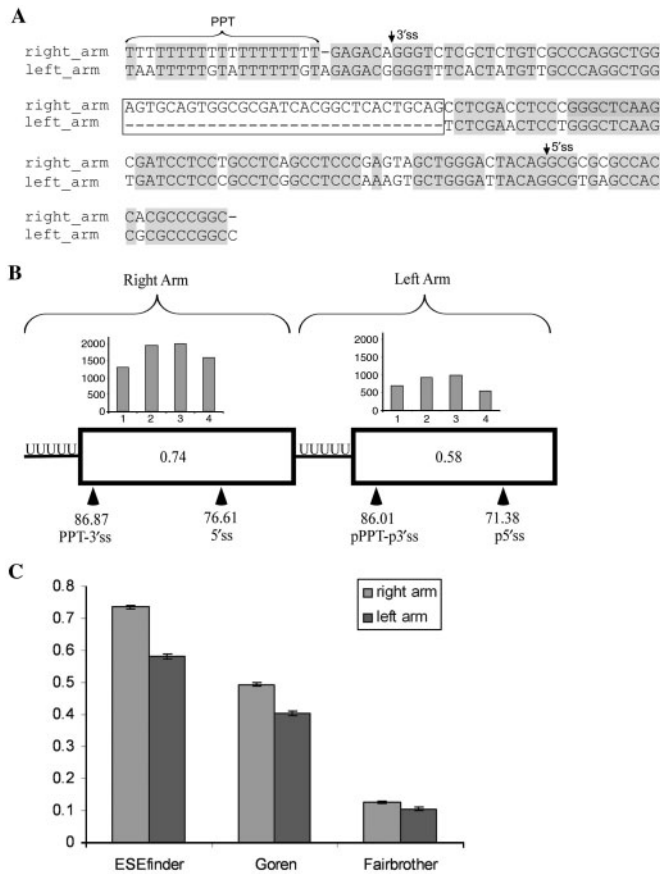 A
PPT
3'ss
right_arm TTTTTTTTTTTTTTTTTTTT-GAGACAGGGTCTCGCTCTGTCGCCCAGGCTGG
left_arm TAATTTTTGTATTTTTTGTAGAGACGGGGTTTCACTATGTTGCCCAGGCTGG
right_arm AGTGCAGTGGCGCGATCACGGCTCACTGCAGCCTCGACCTCCCGGGCTCAAG
left_arm ----------------------------------TCTCGAACTCCTGGGCTCAAG
5'ss
right_arm CGATCCTCCTGCCTCAGCCTCCCGAGTAGCTGGGACTACAGGCGCGCGCCAC
left_arm TGATCCTCCCGCCTCGGCCTCCCAAAGTGCTGGGATTACAGGCGTGAGCCAC
right_arm CACGCCCGGC-
left_arm CGCGCCCGGCC
B
Right Arm Left Arm
2000
1500
1000
500
0
1 2 3 4
2000
1500
1000
500
0
1 2 3 4
UUUUU 0.74 UUUUU 0.58
86.87 76.61 86.01 71.38
PPT-3'ss 5'ss pPPT-p3'ss p5'ss
C
0.8
0.7
0.6
0.5
0.4
0.3
0.2
0.1
0
right arm
left arm
ESEfinder Goren Fairbrother